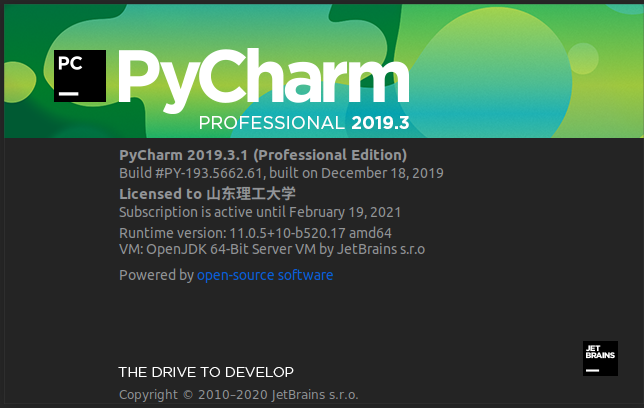 PC
PyCharm
PROFESSIONAL 2019.3
PyCharm 2019.3.1 (Professional Edition)
Build #PY-193.5662.61, built on December 18, 2019
Licensed to 山东理工大学
Subscription is active until February 19, 2021
Runtime version: 11.0.5+10-b520.17 amd64
VM: OpenJDK 64-Bit Server VM by JetBrains s.r.o
Powered by open-source software
JET
BRAINS
THE DRIVE TO DEVELOP
Copyright © 2010–2020 JetBrains s.r.o.